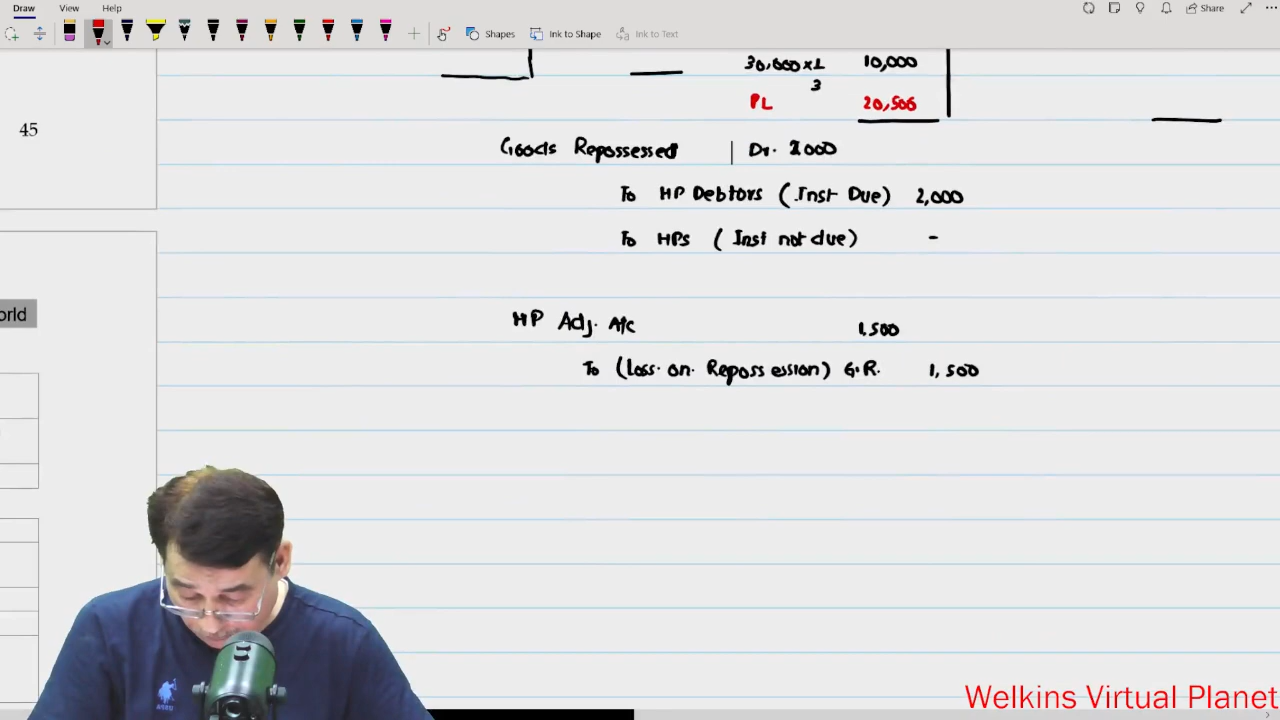 Draw View Help Share
Shapes Ink to Shape Ink to Text
30,000 x 1 10,000
3
45
PL 20,500
Goods Repossessed Dr. 2000
To HP Debtors (Inst Due) 2,000
To HPs (Inst not due) -
orld
HP Adj. A/c 1,500
To (Loss on Repossession) G.R. 1,500
Welkins Virtual Planet